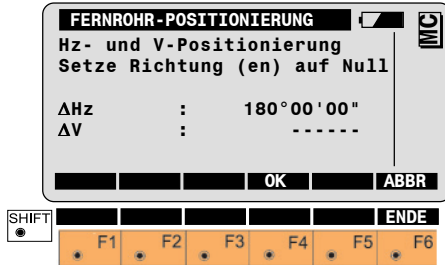 FERNROHR-POSITIONIERUNG
MC
Hz- und V-Positionierung
Setze Richtung (en) auf Null
ΔHz : 180°00'00"
ΔV : ------
OK ABBR
SHIFT ENDE
F1 F2 F3 F4 F5 F6